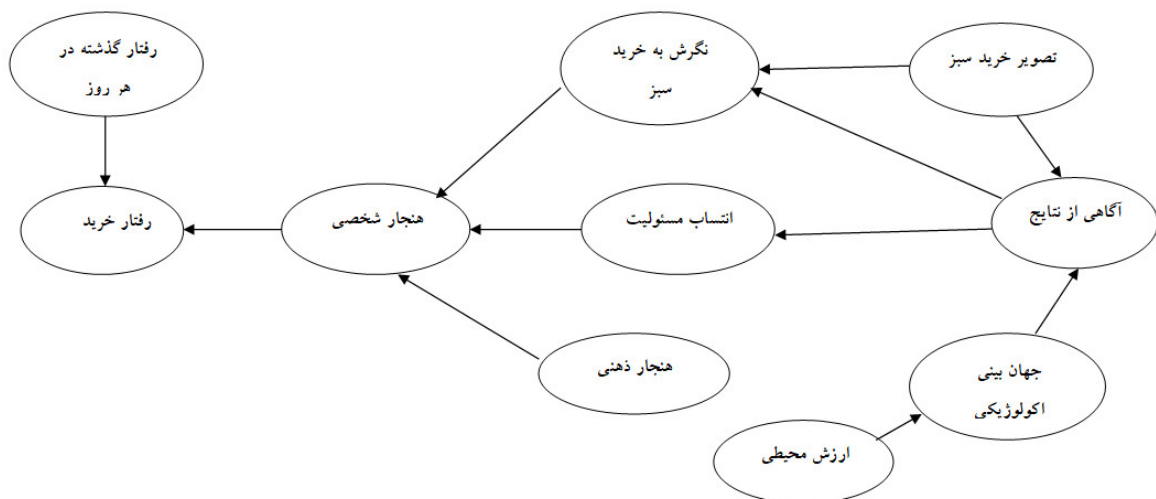 تصویر خرید سبز
نگرش به خرید
سبز
رفتار گذشته در
هر روز
آگاهی از نتایج
انتساب مسئولیت
هنجار شخصی
رفتار خرید
هنجار ذهنی
جهان بینی
اکولوژیکی
ارزش محیطی